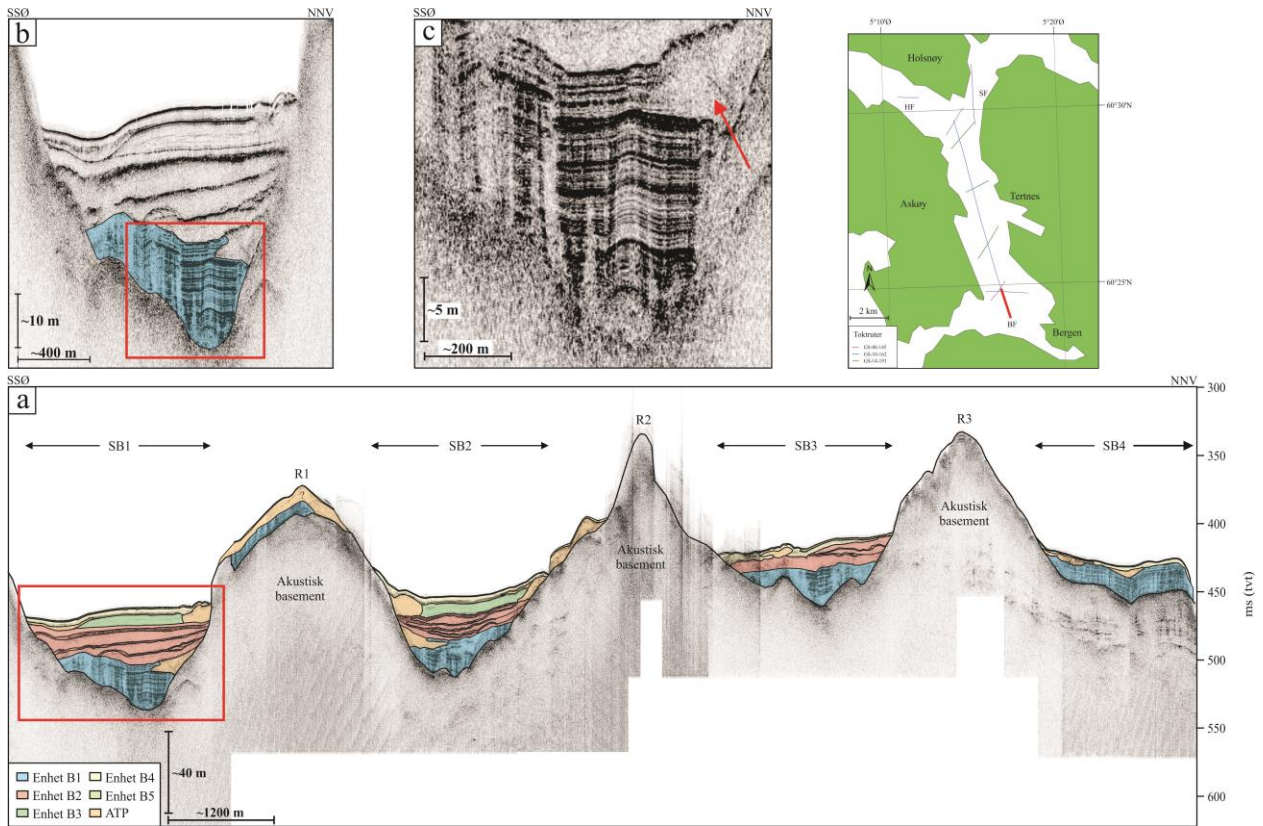 SSØ
NNV
b
~10 m
~400 m
SSØ
NNV
c
~5 m
~200 m
5°10'Ø
5°20'Ø
Holsnøy
SF
HF
60°30'N
Askøy
Tertnes
N
60°25'N
2 km
BF
Bergen
Toktruter
SSØ
NNV
a
SB1
R1
SB2
R2
SB3
R3
SB4
?
Akustisk
basement
Akustisk
basement
Akustisk
basement
300
350
400
450
500
550
600
ms (tvt)
~40 m
~1200 m
Enhet B1
Enhet B4
Enhet B2
Enhet B5
Enhet B3
ATP